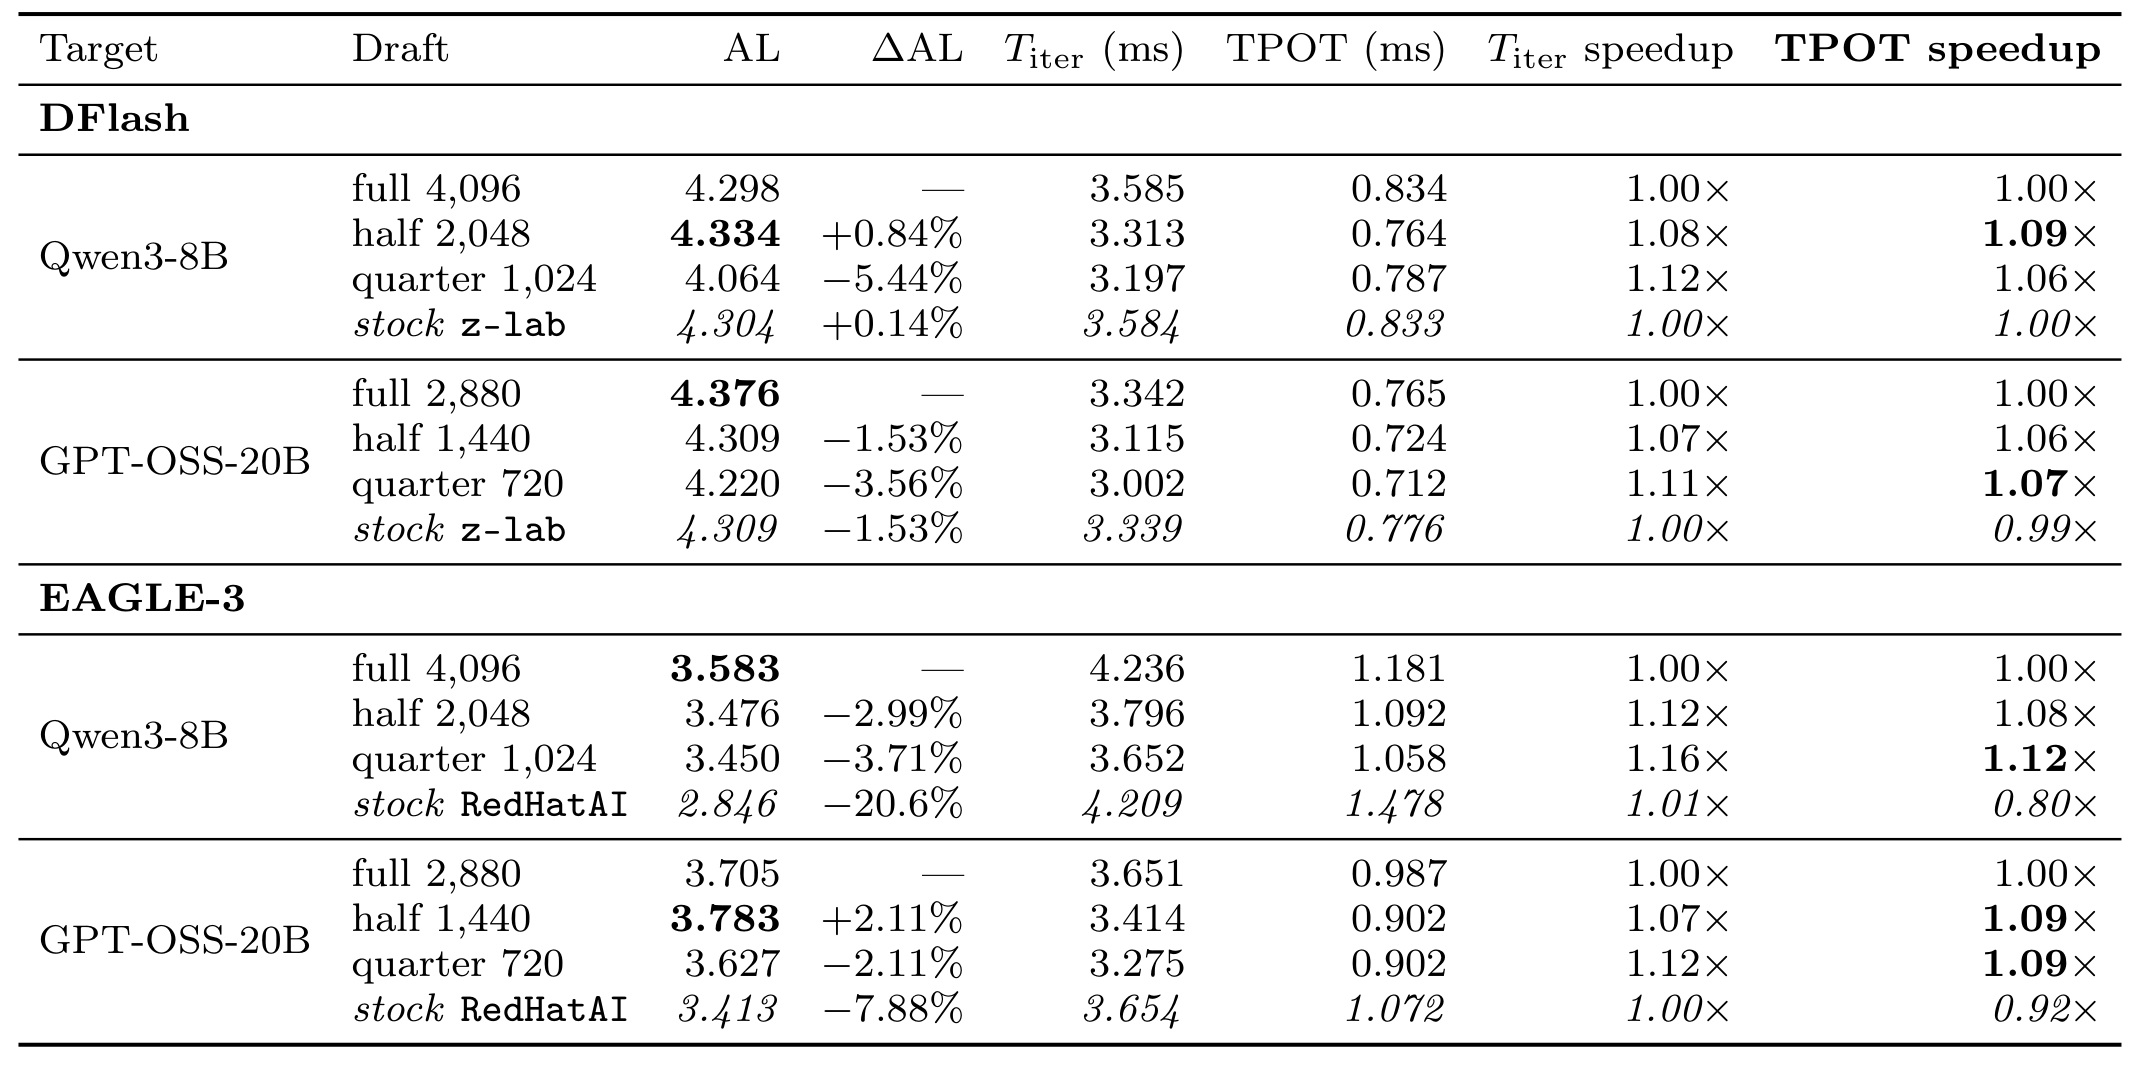 Target Draft AL ΔAL T_iter (ms) TPOT (ms) T_iter speedup TPOT speedup
DFlash
Qwen3-8B
full 4,096 4.298 — 3.585 0.834 1.00× 1.00×
half 2,048 4.334 +0.84% 3.313 0.764 1.08× 1.09×
quarter 1,024 4.064 −5.44% 3.197 0.787 1.12× 1.06×
stock z-lab 4.304 +0.14% 3.584 0.833 1.00× 1.00×
GPT-OSS-20B
full 2,880 4.376 — 3.342 0.765 1.00× 1.00×
half 1,440 4.309 −1.53% 3.115 0.724 1.07× 1.06×
quarter 720 4.220 −3.56% 3.002 0.712 1.11× 1.07×
stock z-lab 4.309 −1.53% 3.339 0.776 1.00× 0.99×
EAGLE-3
Qwen3-8B
full 4,096 3.583 — 4.236 1.181 1.00× 1.00×
half 2,048 3.476 −2.99% 3.796 1.092 1.12× 1.08×
quarter 1,024 3.450 −3.71% 3.652 1.058 1.16× 1.12×
stock RedHatAI 2.846 −20.6% 4.209 1.478 1.01× 0.80×
GPT-OSS-20B
full 2,880 3.705 — 3.651 0.987 1.00× 1.00×
half 1,440 3.783 +2.11% 3.414 0.902 1.07× 1.09×
quarter 720 3.627 −2.11% 3.275 0.902 1.12× 1.09×
stock RedHatAI 3.413 −7.88% 3.654 1.072 1.00× 0.92×